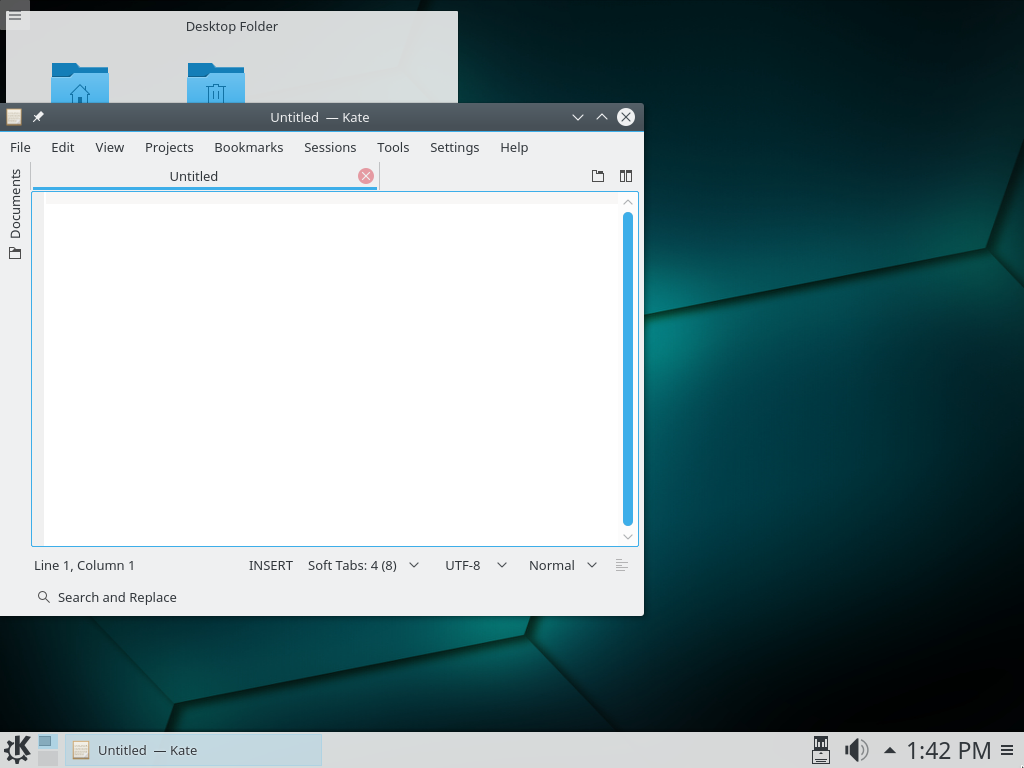 Desktop Folder
Untitled — Kate
File Edit View Projects Bookmarks Sessions Tools Settings Help
Untitled
Documents
Line 1, Column 1 INSERT Soft Tabs: 4 (8) UTF-8 Normal
Search and Replace
Untitled — Kate 1:42 PM